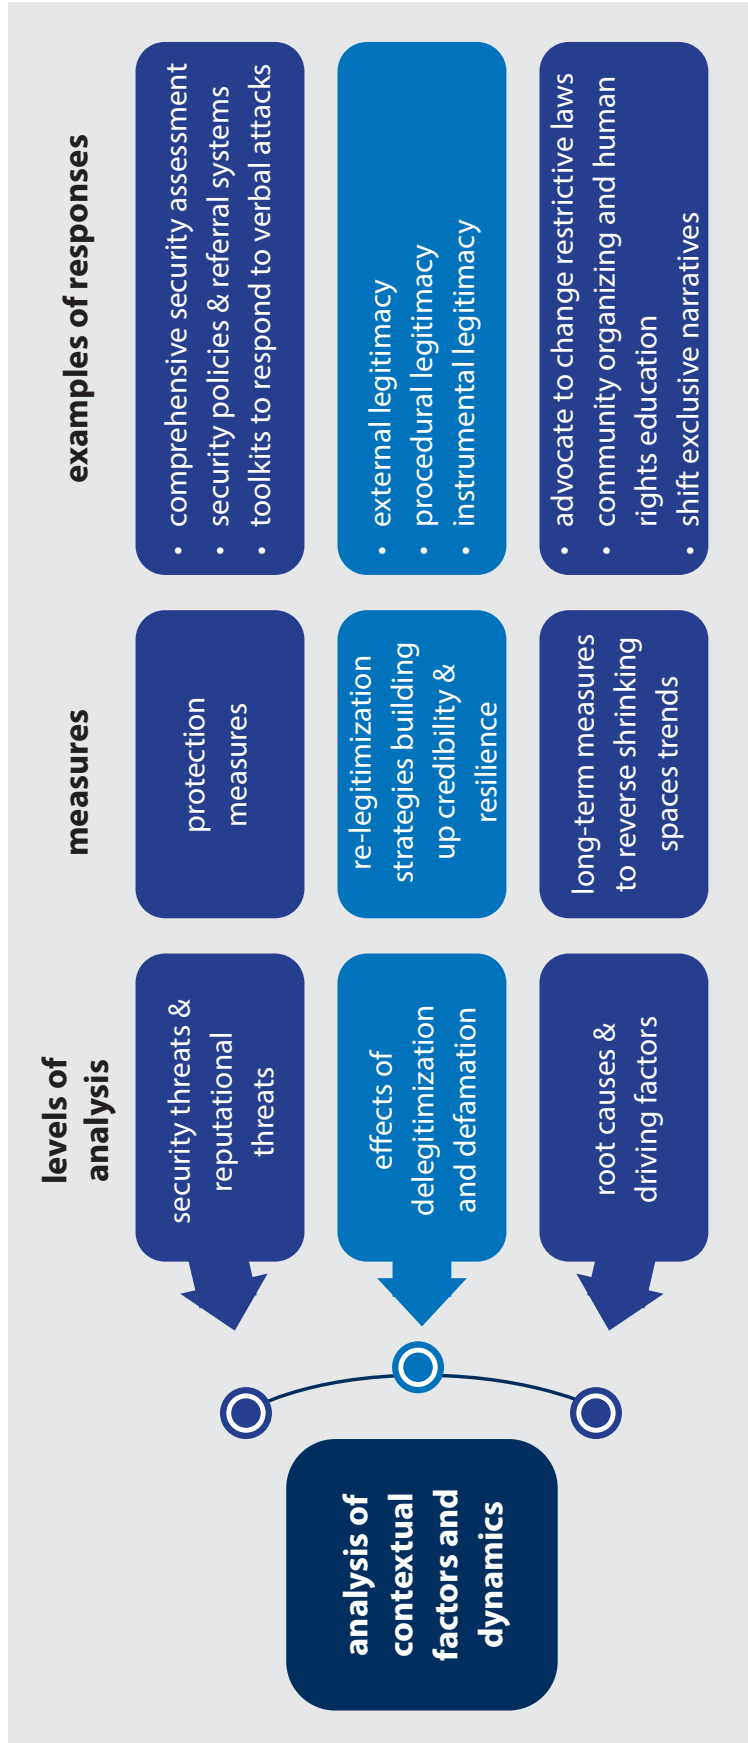 levels of
analysis
measures
examples of responses
analysis of
contextual
factors and
dynamics
security threats &
reputational
threats
protection
measures
• comprehensive security assessment
• security policies & referral systems
• toolkits to respond to verbal attacks
effects of
delegitimization
and defamation
re-legitimization
strategies building
up credibility &
resilience
• external legitimacy
• procedural legitimacy
• instrumental legitimacy
root causes &
driving factors
long-term measures
to reverse shrinking
spaces trends
• advocate to change restrictive laws
• community organizing and human
rights education
• shift exclusive narratives